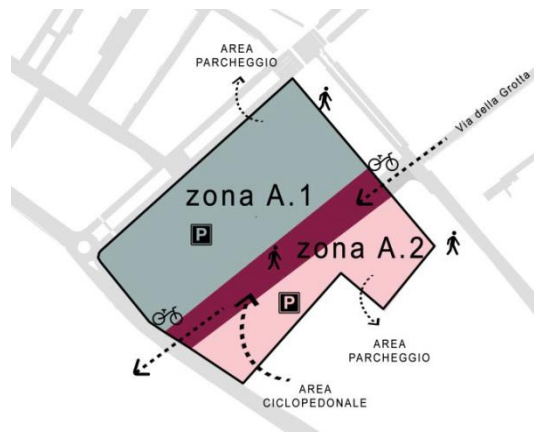 AREA
PARCHEGGIO
Via della Grotta
zona A.1
P
zona A.2
P
AREA
PARCHEGGIO
AREA
CICLOPEDONALE